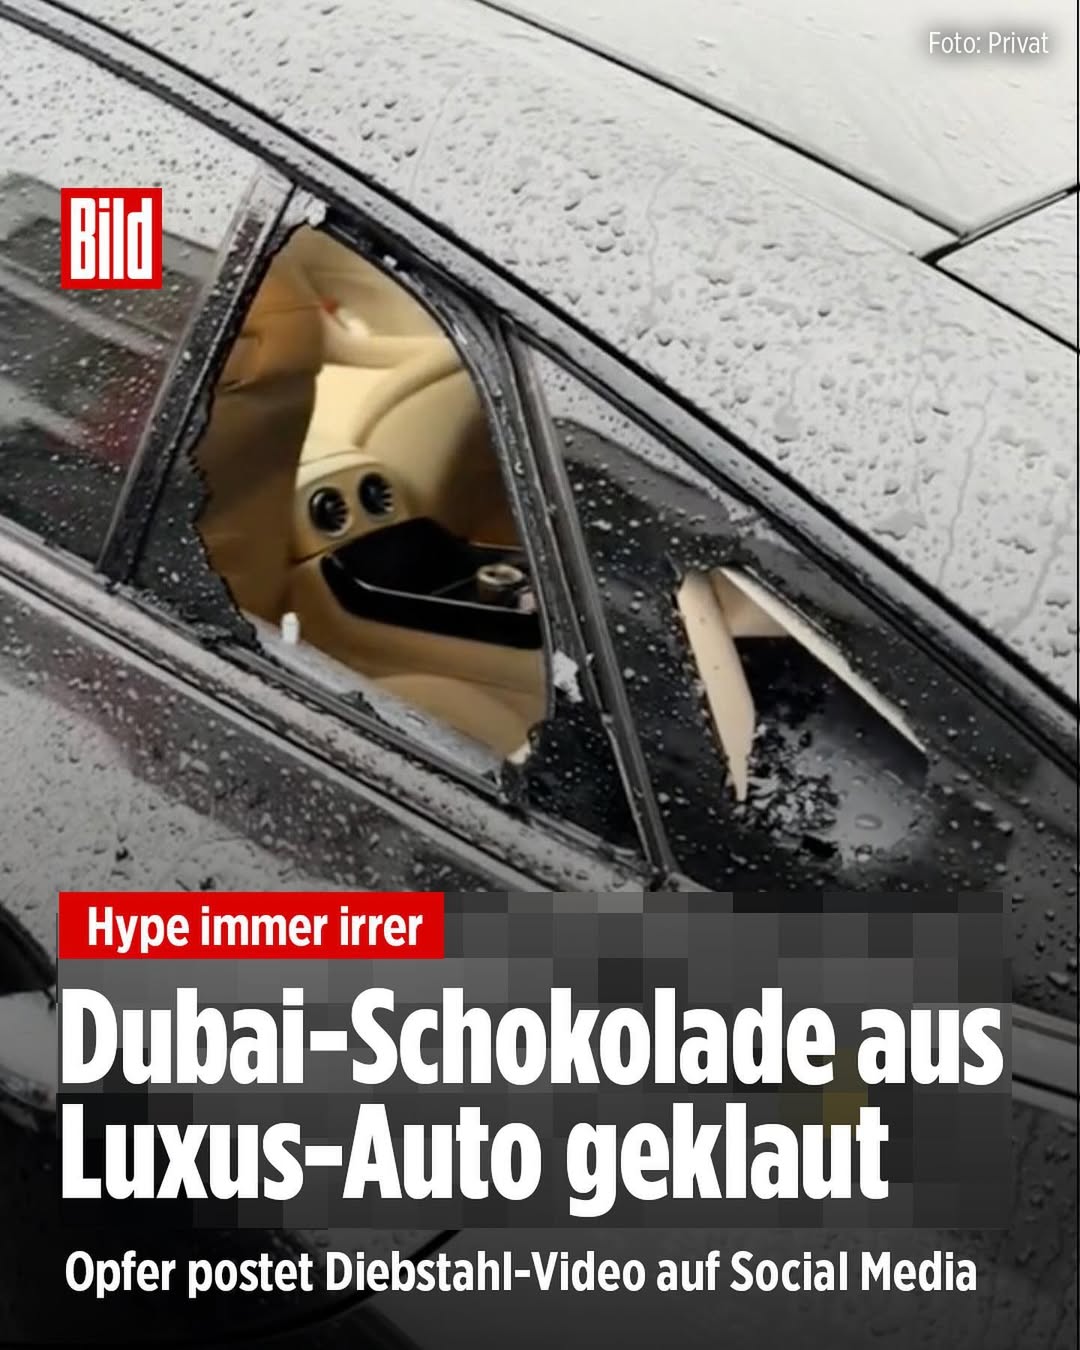 Foto: Privat
Bild
Hype immer irrer
Dubai-Schokolade aus
Luxus-Auto geklaut
Opfer postet Diebstahl-Video auf Social Media